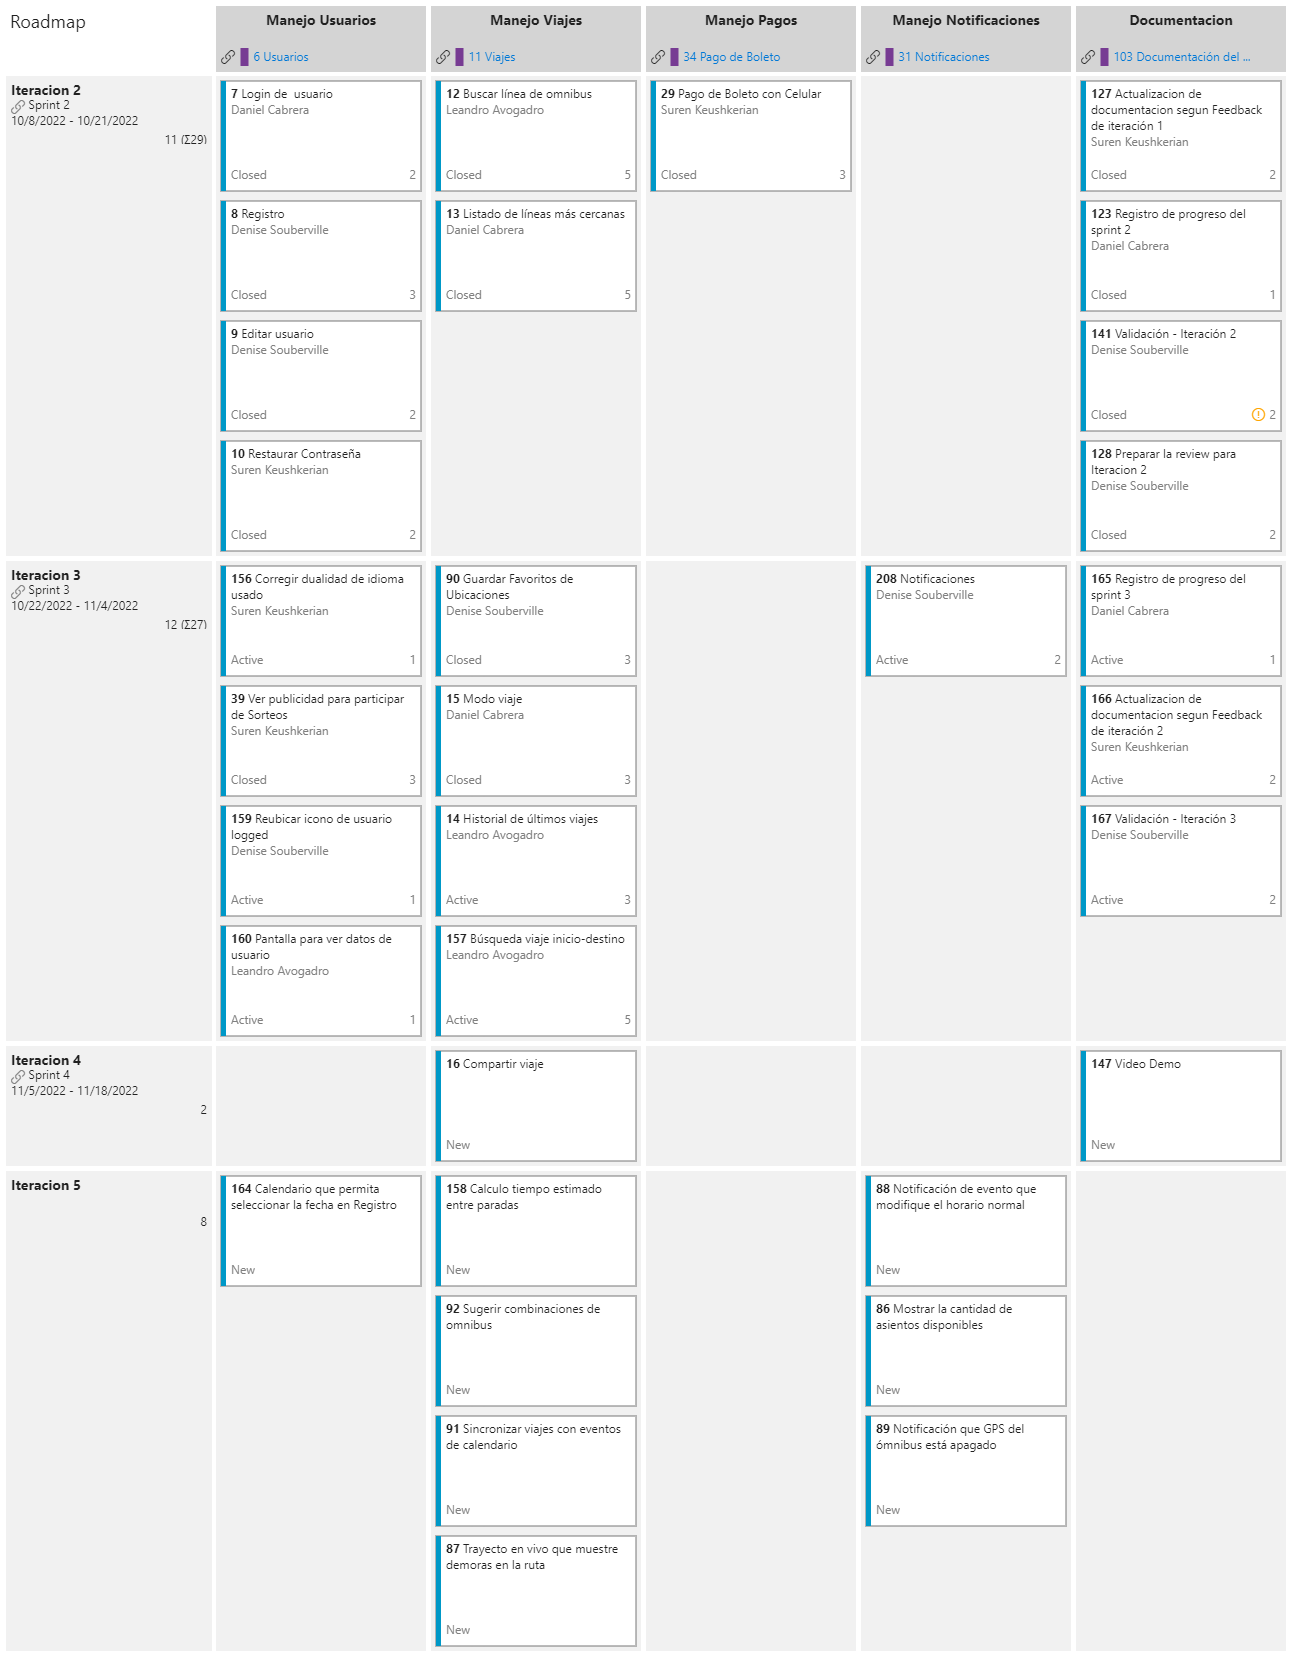 Roadmap
Manejo Usuarios
6 Usuarios
Manejo Viajes
11 Viajes
Manejo Pagos
34 Pago de Boleto
Manejo Notificaciones
31 Notificaciones
Documentacion
103 Documentación del ...
Iteracion 2
Sprint 2
10/8/2022 - 10/21/2022
11 (Σ29)
7 Login de  usuario
Daniel Cabrera
Closed 2
8 Registro
Denise Souberville
Closed 3
9 Editar usuario
Denise Souberville
Closed 2
10 Restaurar Contraseña
Suren Keushkerian
Closed 2
12 Buscar línea de omnibus
Leandro Avogadro
Closed 5
13 Listado de líneas más cercanas
Daniel Cabrera
Closed 5
29 Pago de Boleto con Celular
Suren Keushkerian
Closed 3
127 Actualizacion de
documentacion segun Feedback
de iteración 1
Suren Keushkerian
Closed 2
123 Registro de progreso del
sprint 2
Daniel Cabrera
Closed 1
141 Validación - Iteración 2
Denise Souberville
Closed 2
128 Preparar la review para
Iteracion 2
Denise Souberville
Closed 2
Iteracion 3
Sprint 3
10/22/2022 - 11/4/2022
12 (Σ27)
156 Corregir dualidad de idioma
usado
Suren Keushkerian
Active 1
39 Ver publicidad para participar
de Sorteos
Suren Keushkerian
Closed 3
159 Reubicar icono de usuario
logged
Denise Souberville
Active 1
160 Pantalla para ver datos de
usuario
Leandro Avogadro
Active 1
90 Guardar Favoritos de
Ubicaciones
Denise Souberville
Closed 3
15 Modo viaje
Daniel Cabrera
Closed 3
14 Historial de últimos viajes
Leandro Avogadro
Active 3
157 Búsqueda viaje inicio-destino
Leandro Avogadro
Active 5
208 Notificaciones
Denise Souberville
Active 2
165 Registro de progreso del
sprint 3
Daniel Cabrera
Active 1
166 Actualizacion de
documentacion segun Feedback
de iteración 2
Suren Keushkerian
Active 2
167 Validación - Iteración 3
Denise Souberville
Active 2
Iteracion 4
Sprint 4
11/5/2022 - 11/18/2022
2
16 Compartir viaje
New
147 Video Demo
New
Iteracion 5
8
164 Calendario que permita
seleccionar la fecha en Registro
New
158 Calculo tiempo estimado
entre paradas
New
92 Sugerir combinaciones de
omnibus
New
91 Sincronizar viajes con eventos
de calendario
New
87 Trayecto en vivo que muestre
demoras en la ruta
New
88 Notificación de evento que
modifique el horario normal
New
86 Mostrar la cantidad de
asientos disponibles
New
89 Notificación que GPS del
ómnibus está apagado
New